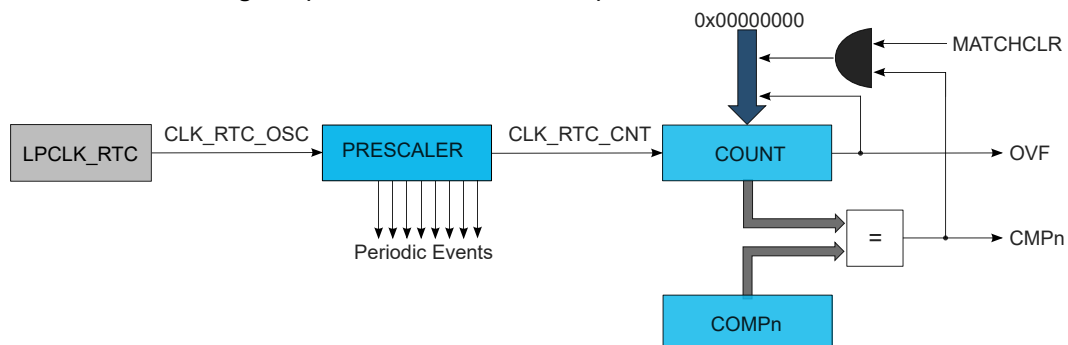 0x00000000
MATCHCLR
CLK_RTC_OSC
CLK_RTC_CNT
LPCLK_RTC
PRESCALER
COUNT
OVF
Periodic Events
=
CMPn
COMPn